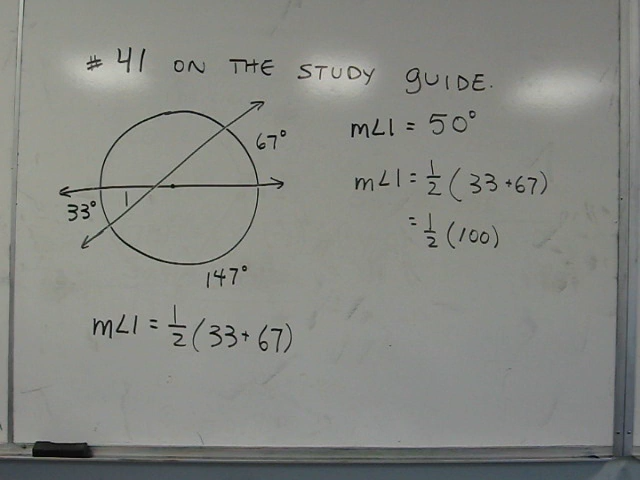 # 41 ON THE STUDY GUIDE.
67°
33°
1
147°
m∠1 = 1/2 (33+67)
m∠1 = 50°
m∠1 = 1/2 (33+67)
= 1/2 (100)